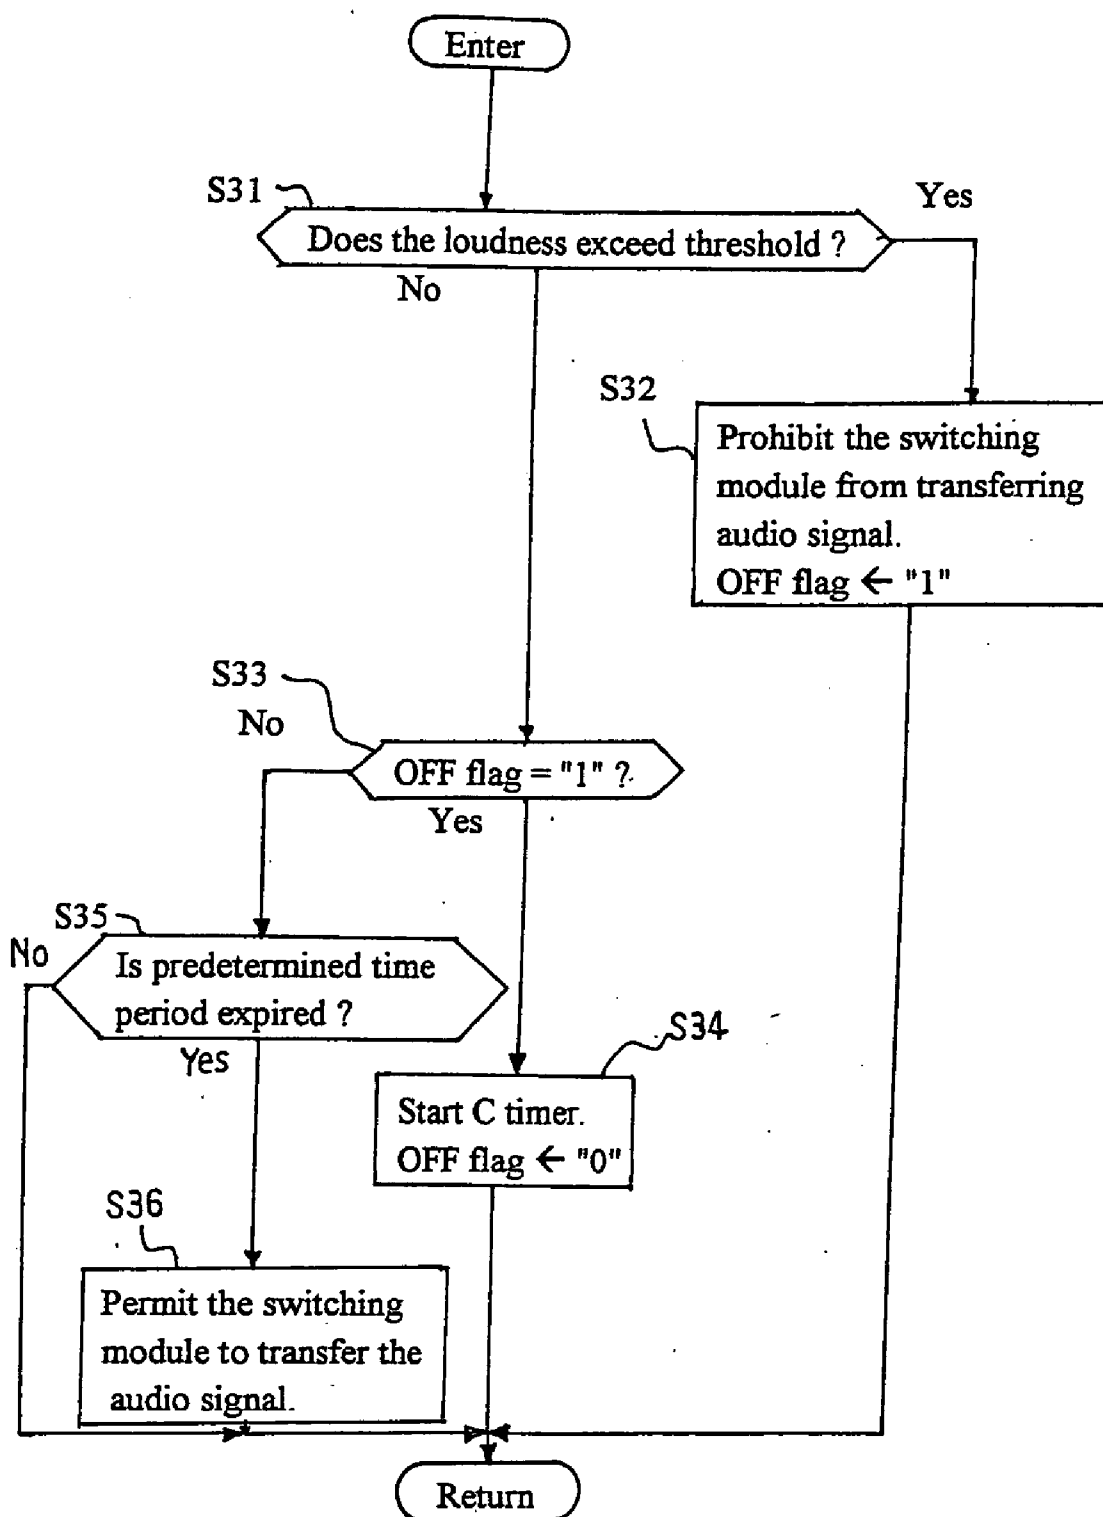 Enter
S31
Yes
Does the loudness exceed threshold ?
No
S32
Prohibit the switching
module from transferring
audio signal.
OFF flag ← "1"
S33
No
OFF flag = "1" ?
Yes
S35
No
Is predetermined time
period expired ?
Yes
S34
Start C timer.
OFF flag ← "0"
S36
Permit the switching
module to transfer the
audio signal.
Return